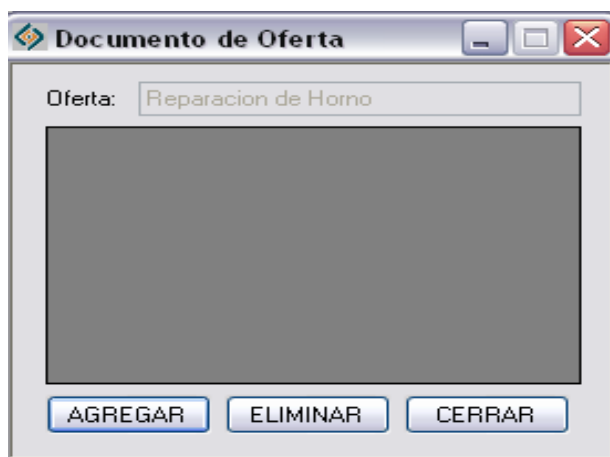 Documento de Oferta
Oferta: Reparacion de Horno
AGREGAR ELIMINAR CERRAR